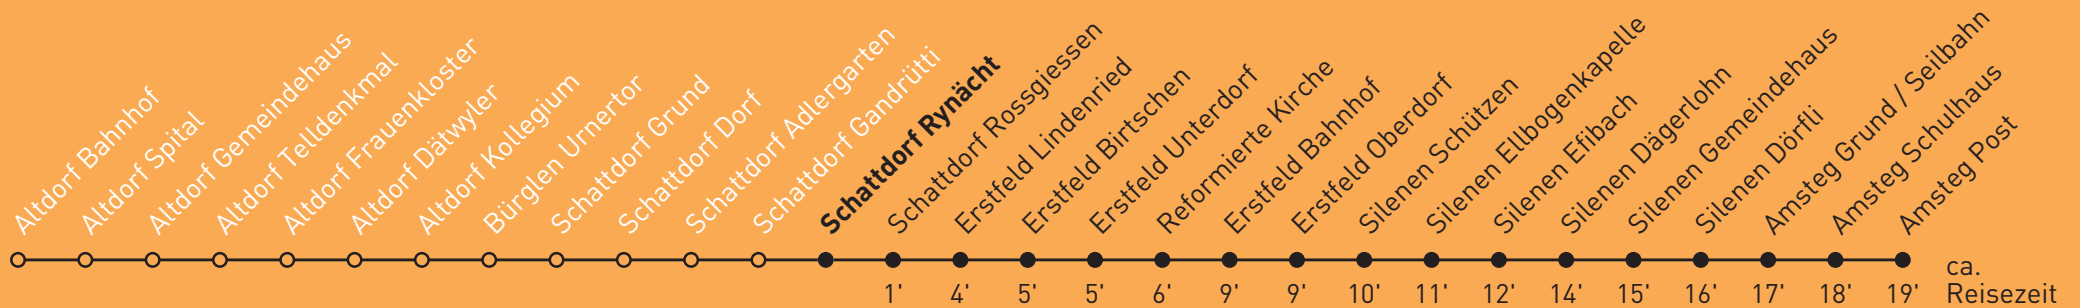 Altdorf Bahnhof
Altdorf Spital
Altdorf Gemeindehaus
Altdorf Telldenkmal
Altdorf Frauenkloster
Altdorf Dätwyler
Altdorf Kollegium
Bürglen Urnertor
Schattdorf Grund
Schattdorf Dorf
Schattdorf Adlergarten
Schattdorf Gandrütti
Schattdorf Rynächt
Schattdorf Rossgiessen
Erstfeld Lindenried
Erstfeld Birtschen
Erstfeld Unterdorf
Reformierte Kirche
Erstfeld Bahnhof
Erstfeld Oberdorf
Silenen Schützen
Silenen Ellbogenkapelle
Silenen Efibach
Silenen Dägerlohn
Silenen Gemeindehaus
Silenen Dörfli
Amsteg Grund / Seilbahn
Amsteg Schulhaus
Amsteg Post
1' 4' 5' 5' 6' 9' 9' 10' 11' 12' 14' 15' 16' 17' 18' 19'
ca.
Reisezeit